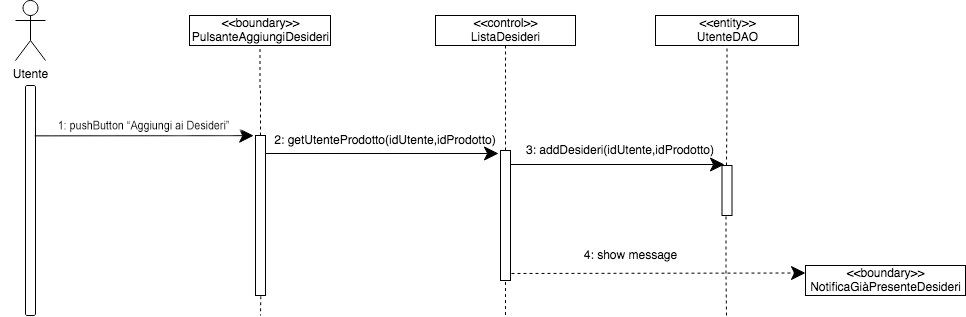 <<boundary>>
PulsanteAggiungiDesideri
<<control>>
ListaDesideri
<<entity>>
UtenteDAO
Utente
1: pushButton “Aggiungi ai Desideri”
2: getUtenteProdotto(idUtente,idProdotto)
3: addDesideri(idUtente,idProdotto)
4: show message
<<boundary>>
NotificaGiàPresenteDesideri